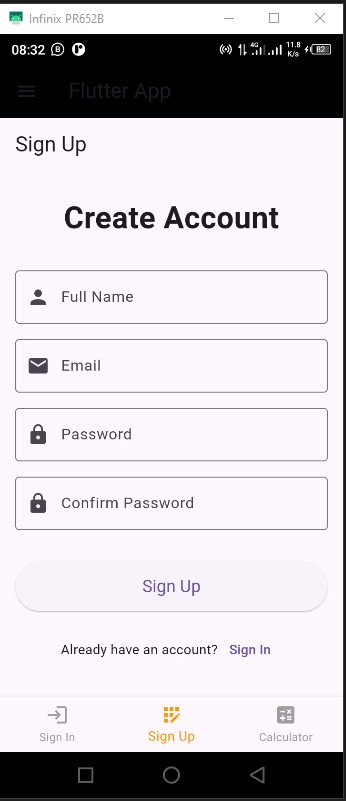 Infinix PR652B
08:32 B 4G 11.8 K/s 82
Flutter App
Sign Up
Create Account
Full Name
Email
Password
Confirm Password
Sign Up
Already have an account? Sign In
Sign In Sign Up Calculator